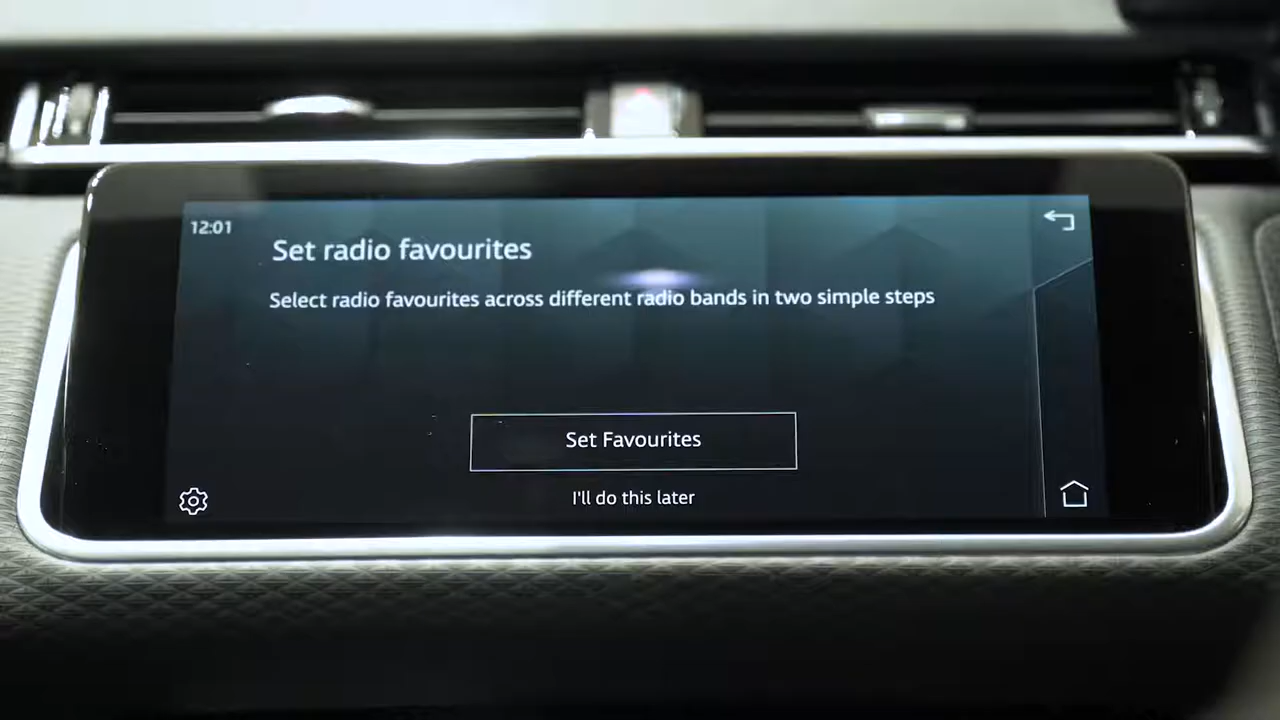 12:01
Set radio favourites
Select radio favourites across different radio bands in two simple steps
Set Favourites
I'll do this later